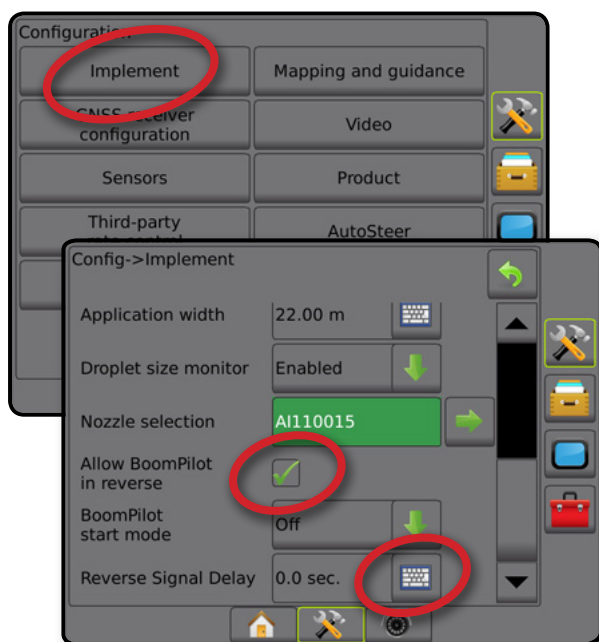 Configuration
Implement
Mapping and guidance
GNSS receiver
configuration
Video
Sensors
Product
Third-party
rate control
AutoSteer
Config->Implement
Application width
22.00 m
Droplet size monitor
Enabled
Nozzle selection
AI110015
Allow BoomPilot
in reverse
BoomPilot
start mode
Off
Reverse Signal Delay
0.0 sec.